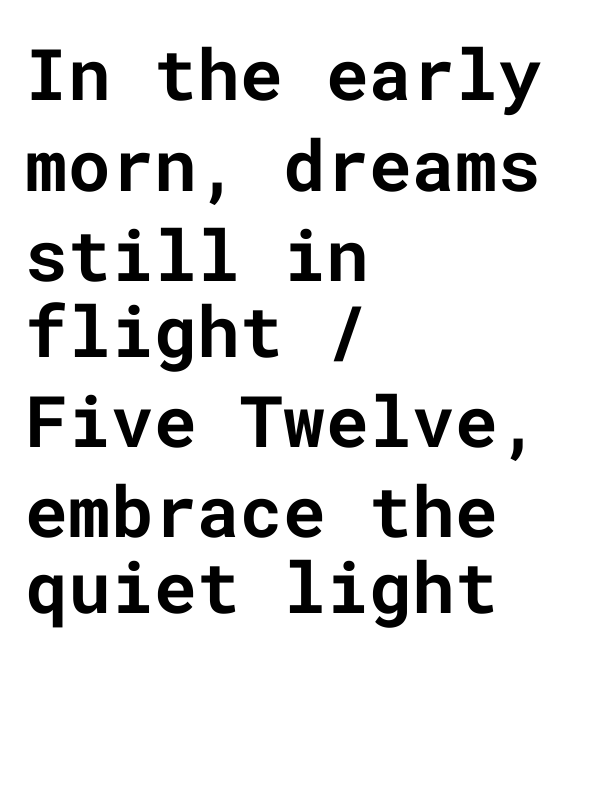 In the early
morn, dreams
still in
flight /
Five Twelve,
embrace the
quiet light